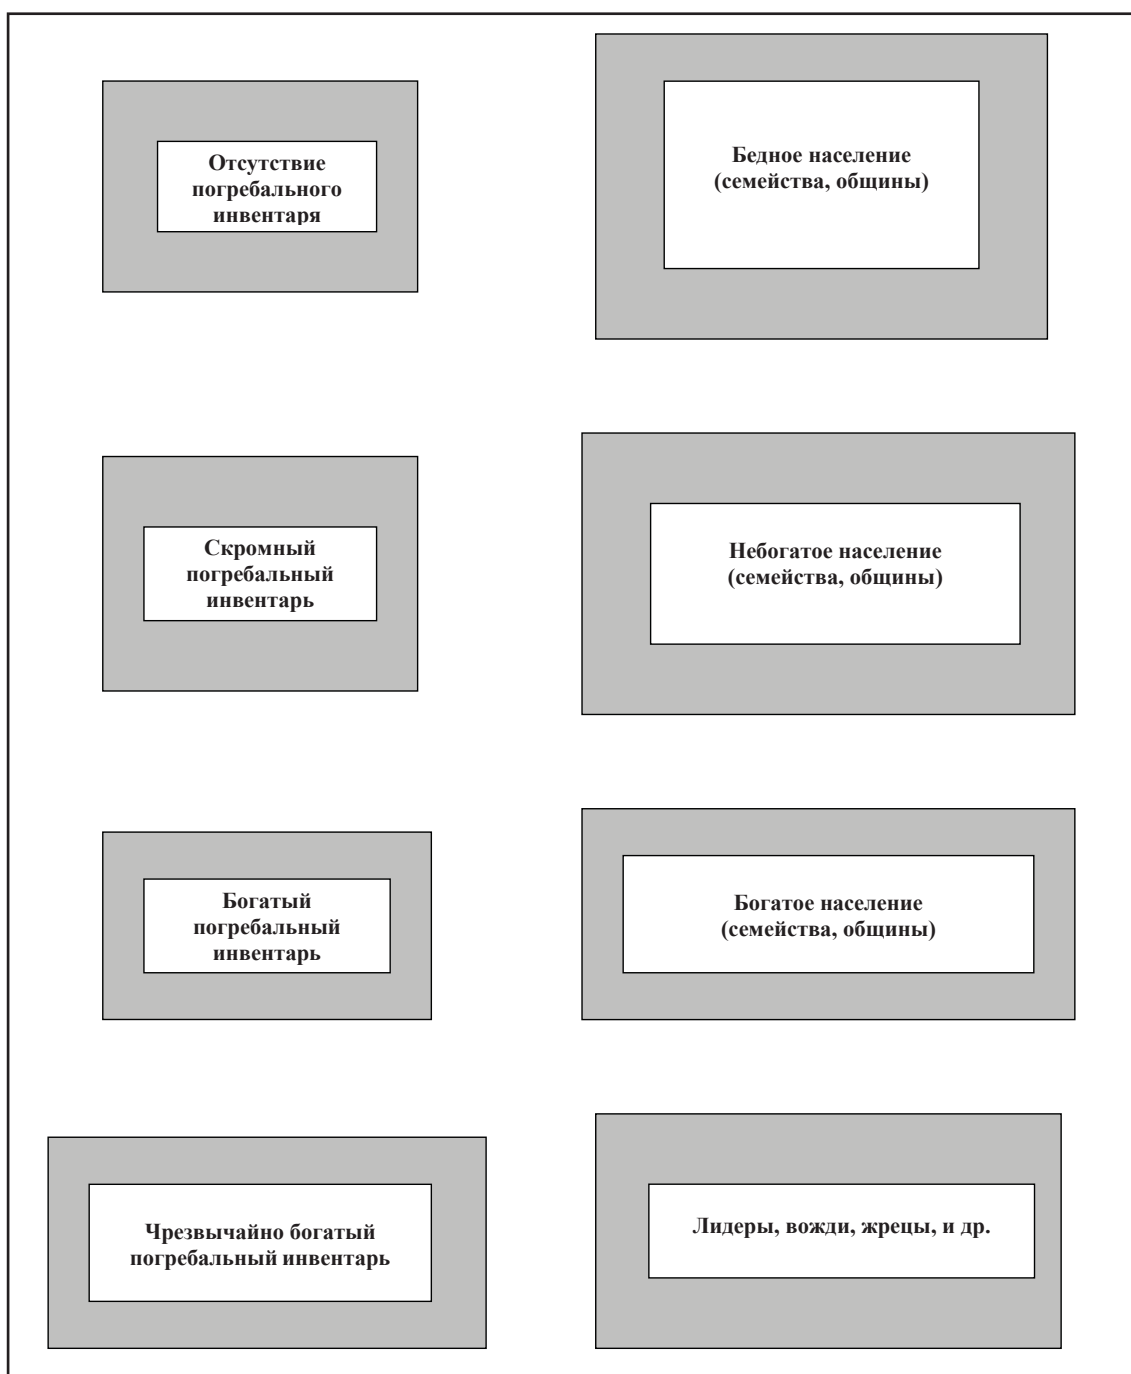 Отсутствие
погребального
инвентаря
Бедное население
(семейства, общины)
Скромный
погребальный
инвентарь
Небогатое население
(семейства, общины)
Богатый
погребальный
инвентарь
Богатое население
(семейства, общины)
Чрезвычайно богатый
погребальный инвентарь
Лидеры, вожди, жрецы, и др.